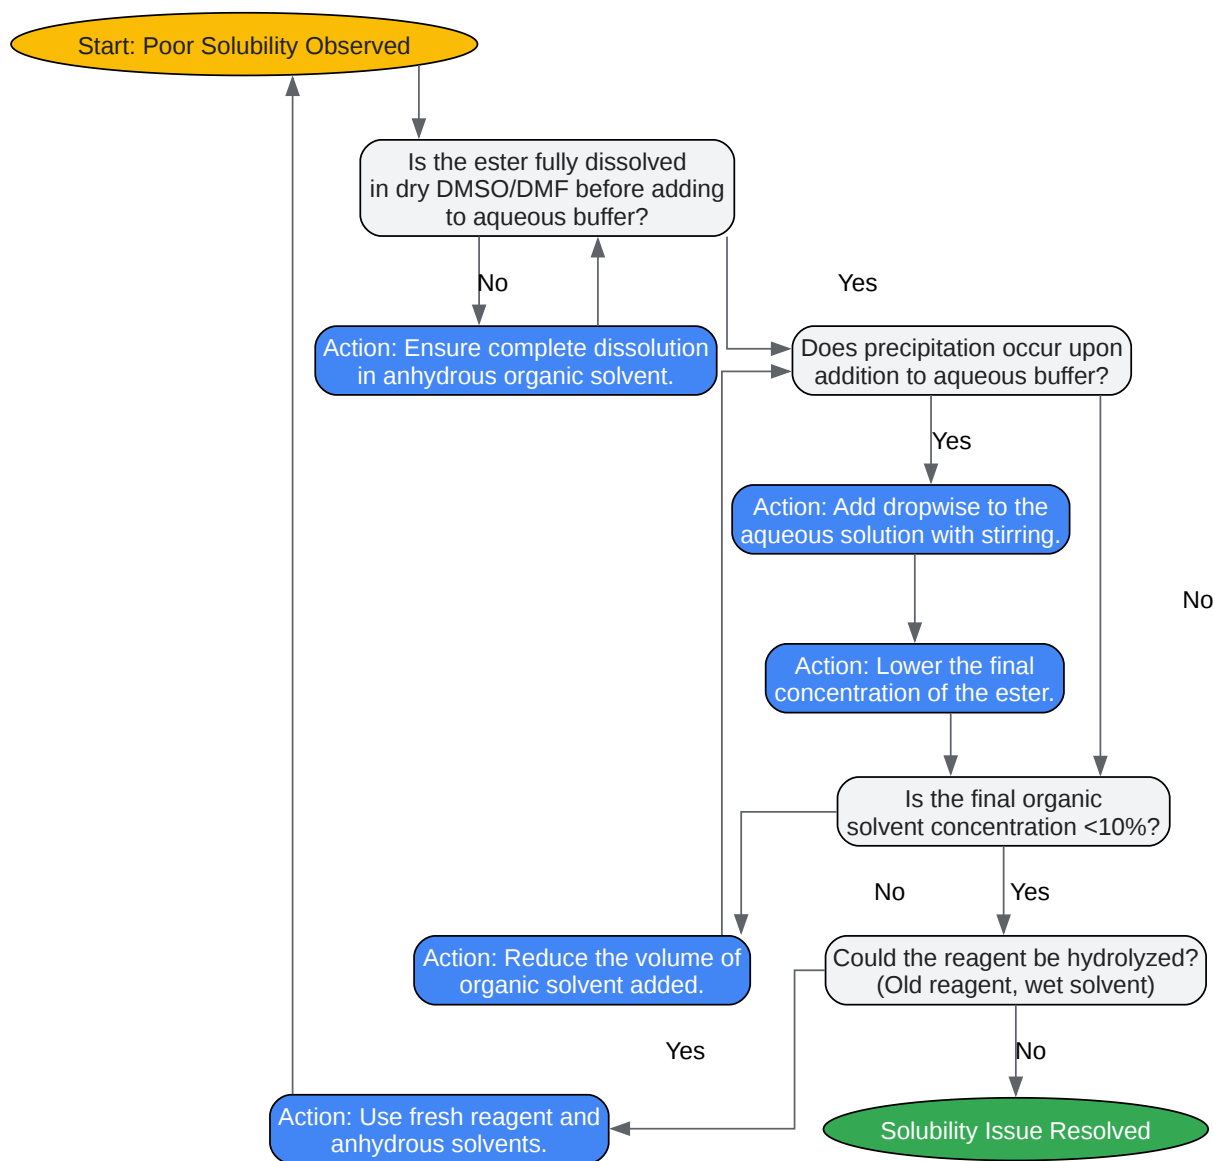 Start: Poor Solubility Observed
Is the ester fully dissolved
in dry DMSO/DMF before adding
to aqueous buffer?
No
Yes
Action: Ensure complete dissolution
in anhydrous organic solvent.
Does precipitation occur upon
addition to aqueous buffer?
Yes
Action: Add dropwise to the
aqueous solution with stirring.
No
Action: Lower the final
concentration of the ester.
Is the final organic
solvent concentration <10%?
No
Yes
Action: Reduce the volume of
organic solvent added.
Could the reagent be hydrolyzed?
(Old reagent, wet solvent)
Yes
No
Action: Use fresh reagent and
anhydrous solvents.
Solubility Issue Resolved